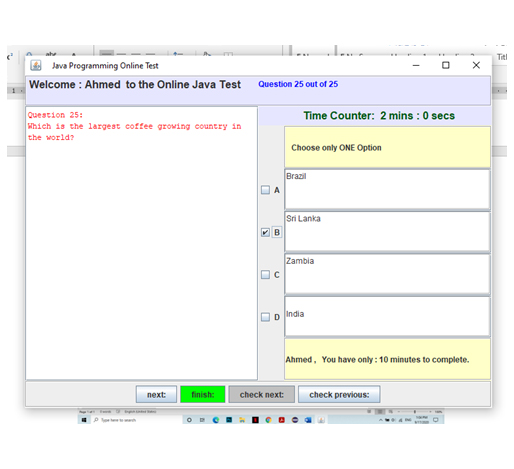 Java Programming Online Test
Welcome : Ahmed to the Online Java Test
Question 25 out of 25
Question 25:
Which is the largest coffee growing country in
the world?
Time Counter: 2 mins : 0 secs
Choose only ONE Option
A
Brazil
B
Sri Lanka
C
Zambia
D
India
Ahmed , You have only : 10 minutes to complete.
next:
finish:
check next:
check previous:
Type here to search